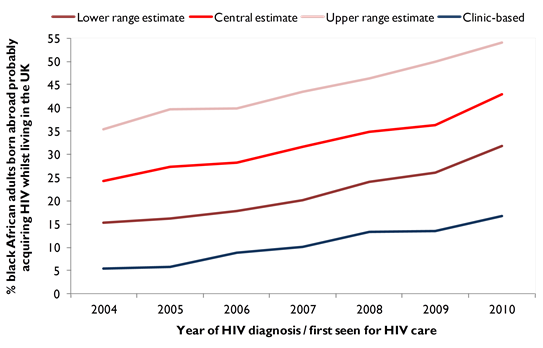 Lower range estimate Central estimate Upper range estimate Clinic-based
% black African adults born abroad probably
acquiring HIV whilst living in the UK
55
50
45
40
35
30
25
20
15
10
5
0
2004 2005 2006 2007 2008 2009 2010
Year of HIV diagnosis / first seen for HIV care